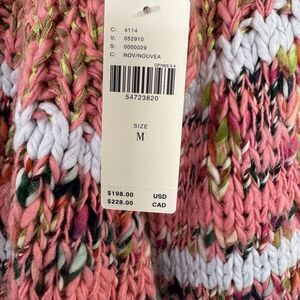 C: 4114
V: 052910
S: 0000029
C: NOV/NOUVEA
54723820
SIZE
M
$198.00 USD
$228.00 CAD